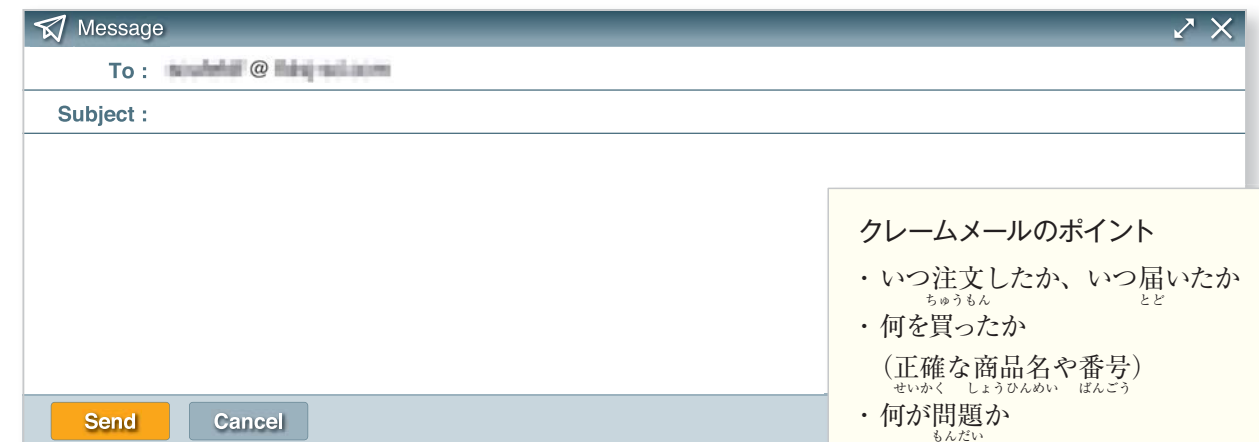 Message
To :  @
Subject :
Send
Cancel
クレームメールのポイント
・いつ注文したか、いつ届いたか
ちゅうもん とど
・何を買ったか
（正確な商品名や番号）
せいかく しょうひんめい ばんごう
・何が問題か
もんだい